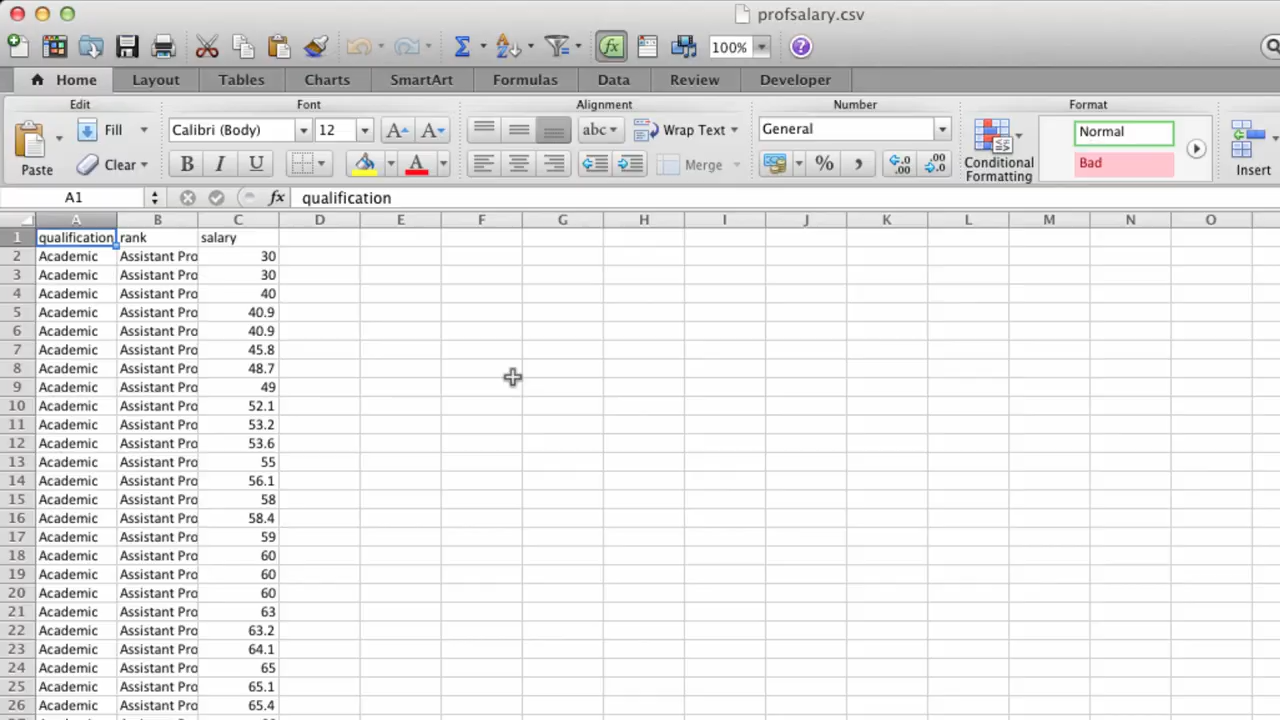 profsalary.csv
100%
Home Layout Tables Charts SmartArt Formulas Data Review Developer
Edit Font Alignment Number Format
Fill Calibri (Body) 12 abc Wrap Text General Normal
Paste Clear B I U A Merge % Conditional Formatting Bad Insert
A1 fx qualification
A B C D E F G H I J K L M N O
1 qualification rank salary
2 Academic Assistant Pro 30
3 Academic Assistant Pro 30
4 Academic Assistant Pro 40
5 Academic Assistant Pro 40.9
6 Academic Assistant Pro 40.9
7 Academic Assistant Pro 45.8
8 Academic Assistant Pro 48.7
9 Academic Assistant Pro 49
10 Academic Assistant Pro 52.1
11 Academic Assistant Pro 53.2
12 Academic Assistant Pro 53.6
13 Academic Assistant Pro 55
14 Academic Assistant Pro 56.1
15 Academic Assistant Pro 58
16 Academic Assistant Pro 58.4
17 Academic Assistant Pro 59
18 Academic Assistant Pro 60
19 Academic Assistant Pro 60
20 Academic Assistant Pro 60
21 Academic Assistant Pro 63
22 Academic Assistant Pro 63.2
23 Academic Assistant Pro 64.1
24 Academic Assistant Pro 65
25 Academic Assistant Pro 65.1
26 Academic Assistant Pro 65.4